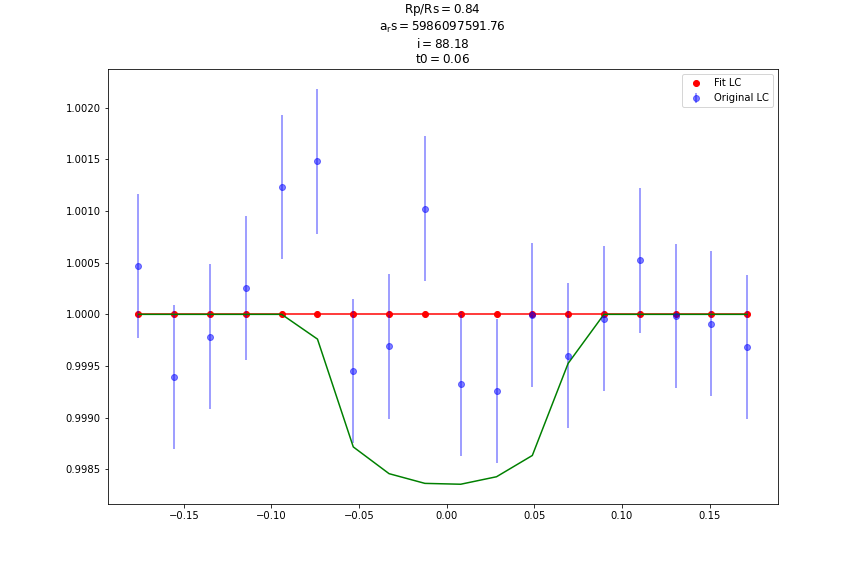 Rp/Rs = 0.84
a_rs = 5986097591.76
i = 88.18
t0 = 0.06
Fit LC
Original LC
1.0020
1.0015
1.0010
1.0005
1.0000
0.9995
0.9990
0.9985
−0.15 −0.10 −0.05 0.00 0.05 0.10 0.15